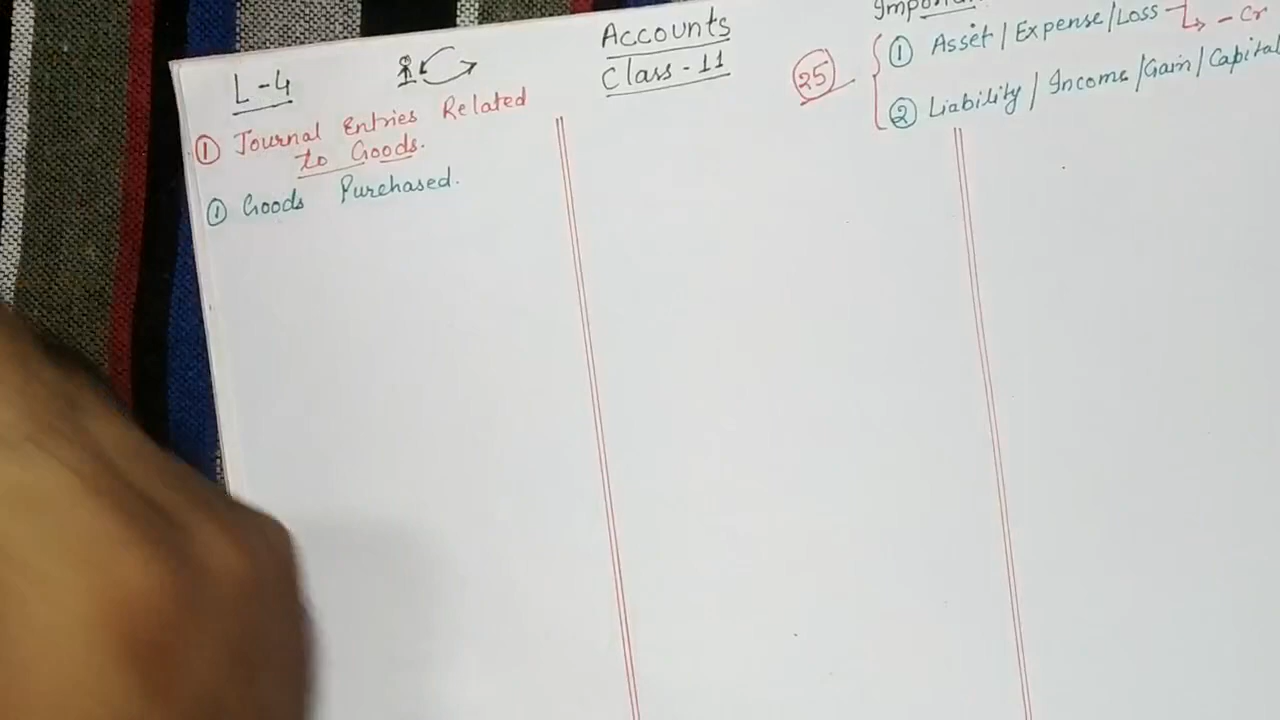 L-4
Accounts
Class-11
① Journal Entries Related
to Goods.
① Goods Purchased.
25
① Asset / Expense / Loss
- Cr
② Liability / Income / Gain / Capital